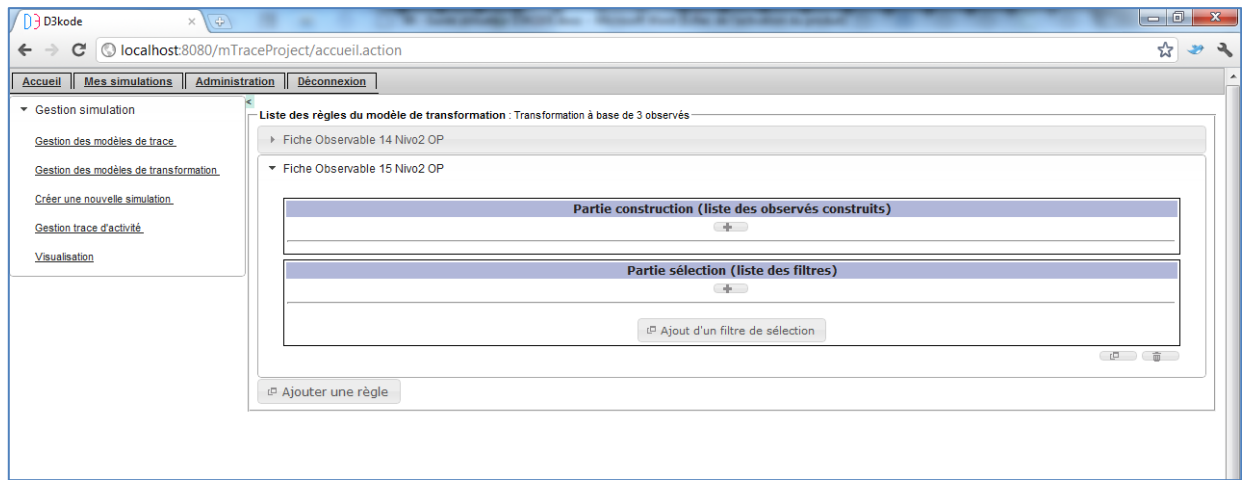 D3kode
localhost:8080/mTraceProject/accueil.action
Accueil Mes simulations Administration Déconnexion
Gestion simulation
Gestion des modèles de trace
Gestion des modèles de transformation
Créer une nouvelle simulation
Gestion trace d'activité
Visualisation
Liste des règles du modèle de transformation : Transformation à base de 3 observés
Fiche Observable 14 Nivo2 OP
Fiche Observable 15 Nivo2 OP
Partie construction (liste des observés construits)
Partie sélection (liste des filtres)
Ajout d'un filtre de sélection
Ajouter une règle